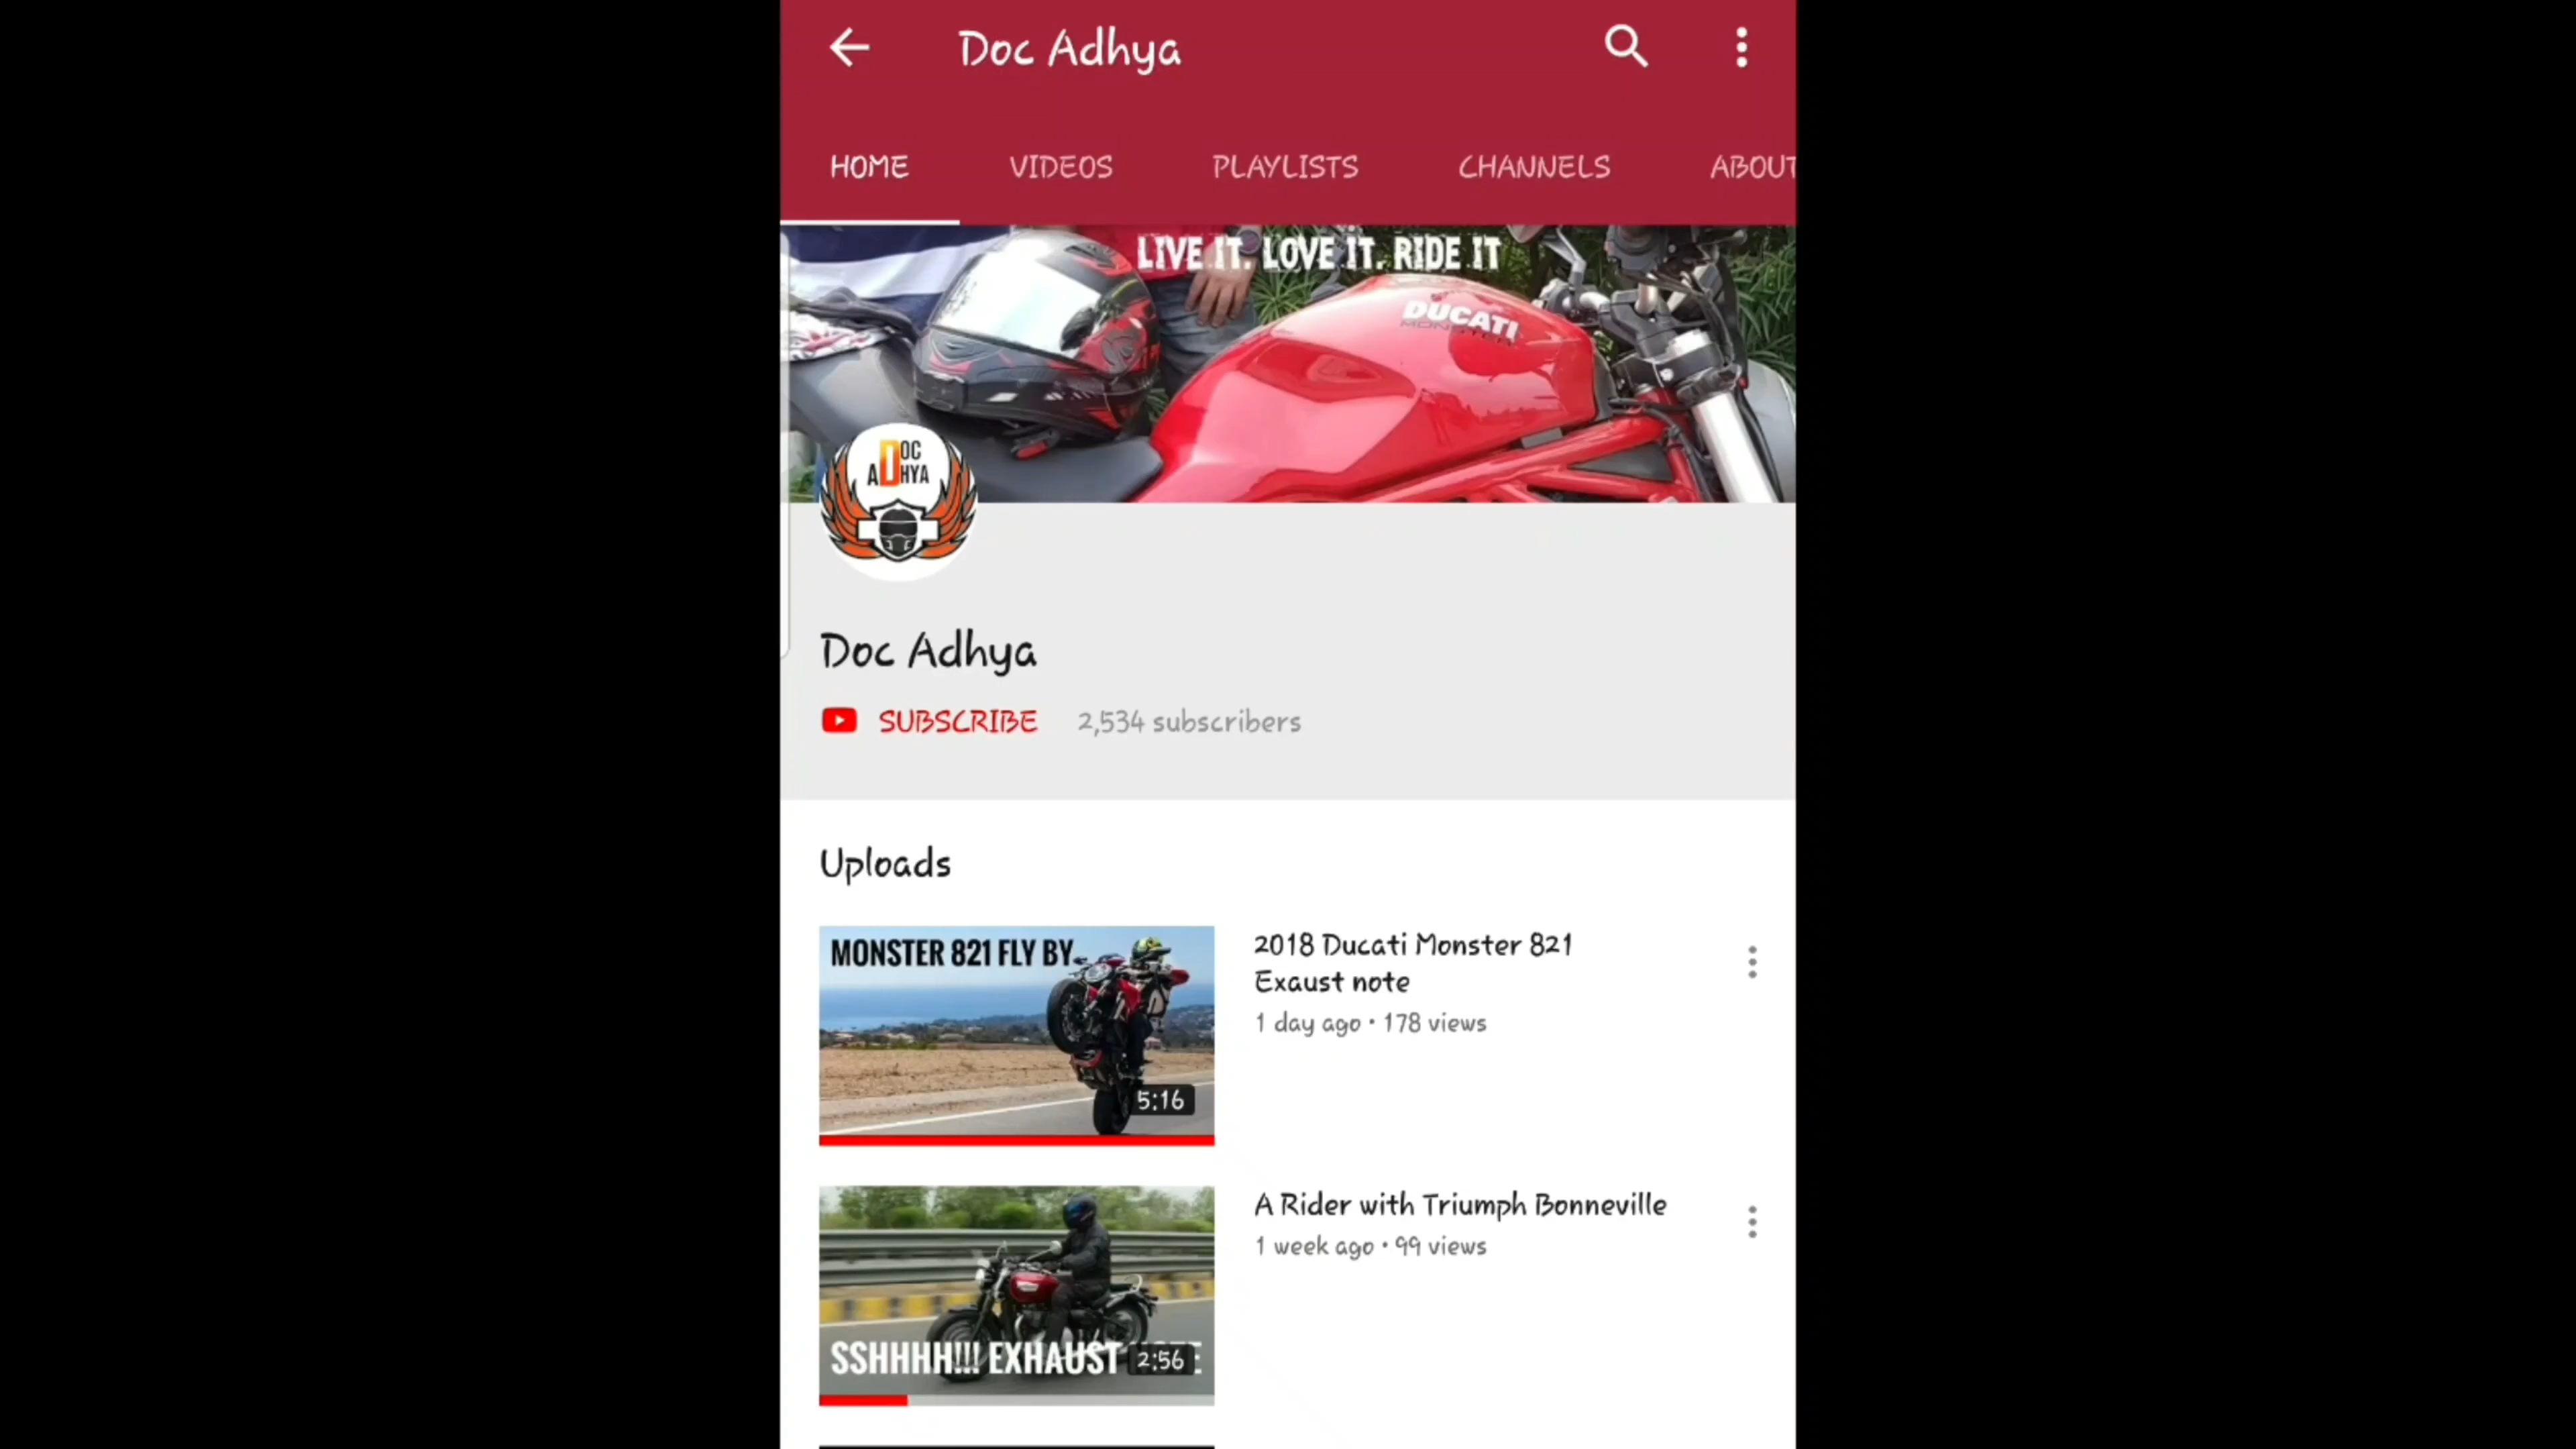 Doc Adhya
HOME VIDEOS PLAYLISTS CHANNELS ABOUT
LIVE IT. LOVE IT. RIDE IT
DUCATI
MONSTER
DOC
ADHYA
Doc Adhya
SUBSCRIBE 2,534 subscribers
Uploads
MONSTER 821 FLY BY
5:16
2018 Ducati Monster 821
Exaust note
1 day ago • 178 views
SSHHHH!!! EXHAUST
2:56
A Rider with Triumph Bonneville
1 week ago • 99 views